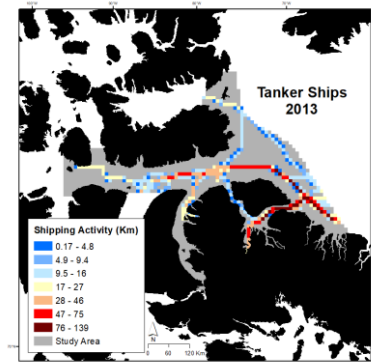 Tanker Ships
2013
Shipping Activity (Km)
0.17 - 4.8
4.9 - 9.4
9.5 - 16
17 - 27
28 - 46
47 - 75
76 - 139
Study Area
N
0 60 120 Km